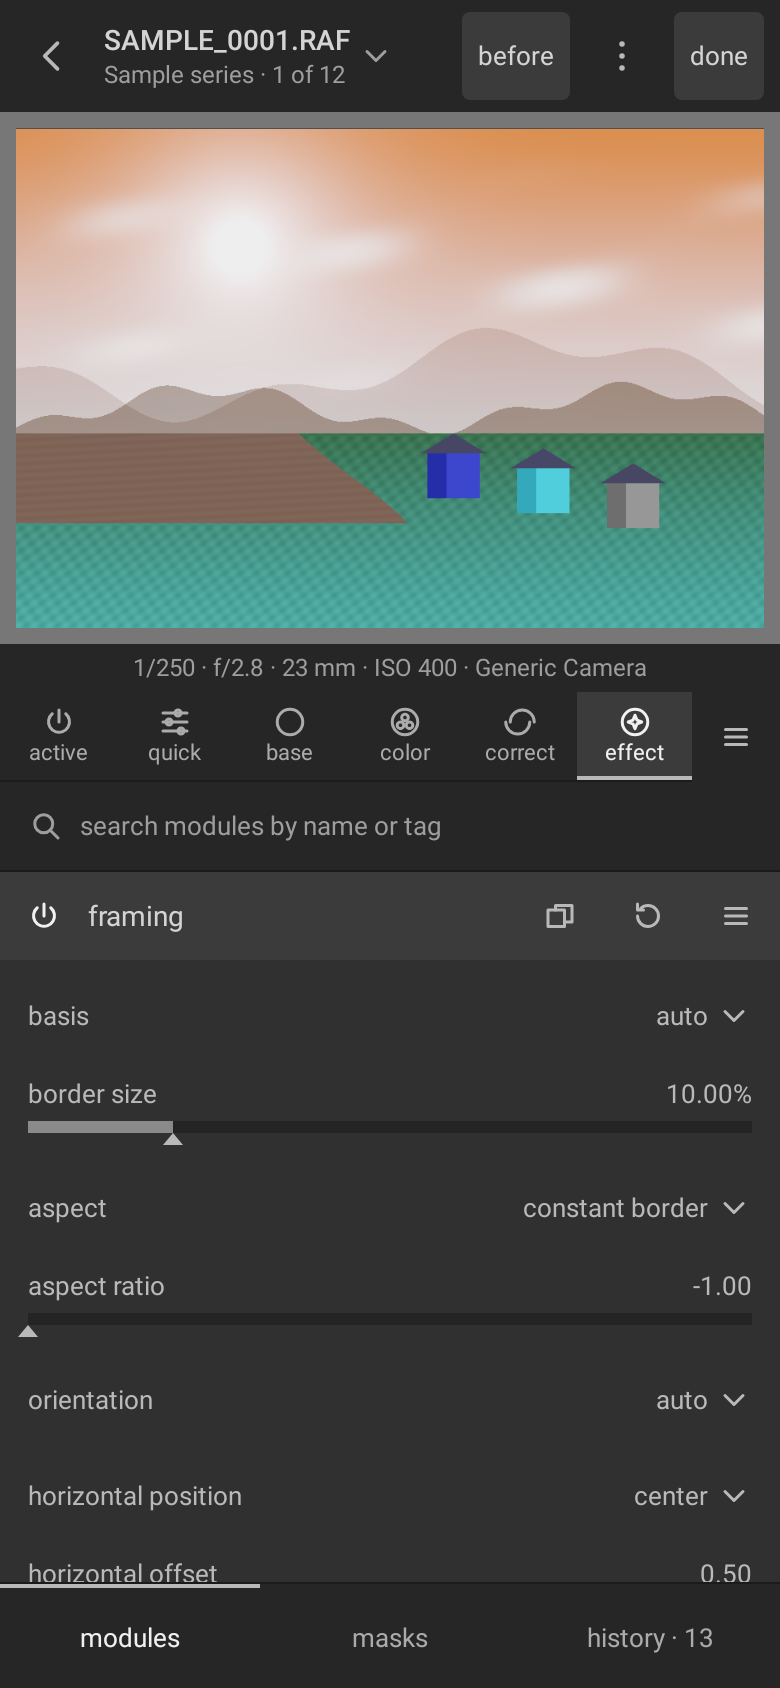 SAMPLE_0001.RAF
Sample series · 1 of 12
before
done
1/250 · f/2.8 · 23 mm · ISO 400 · Generic Camera
active quick base color correct effect
search modules by name or tag
framing
basis auto
border size 10.00%
aspect constant border
aspect ratio -1.00
orientation auto
horizontal position center
horizontal offset 0.50
modules masks history · 13